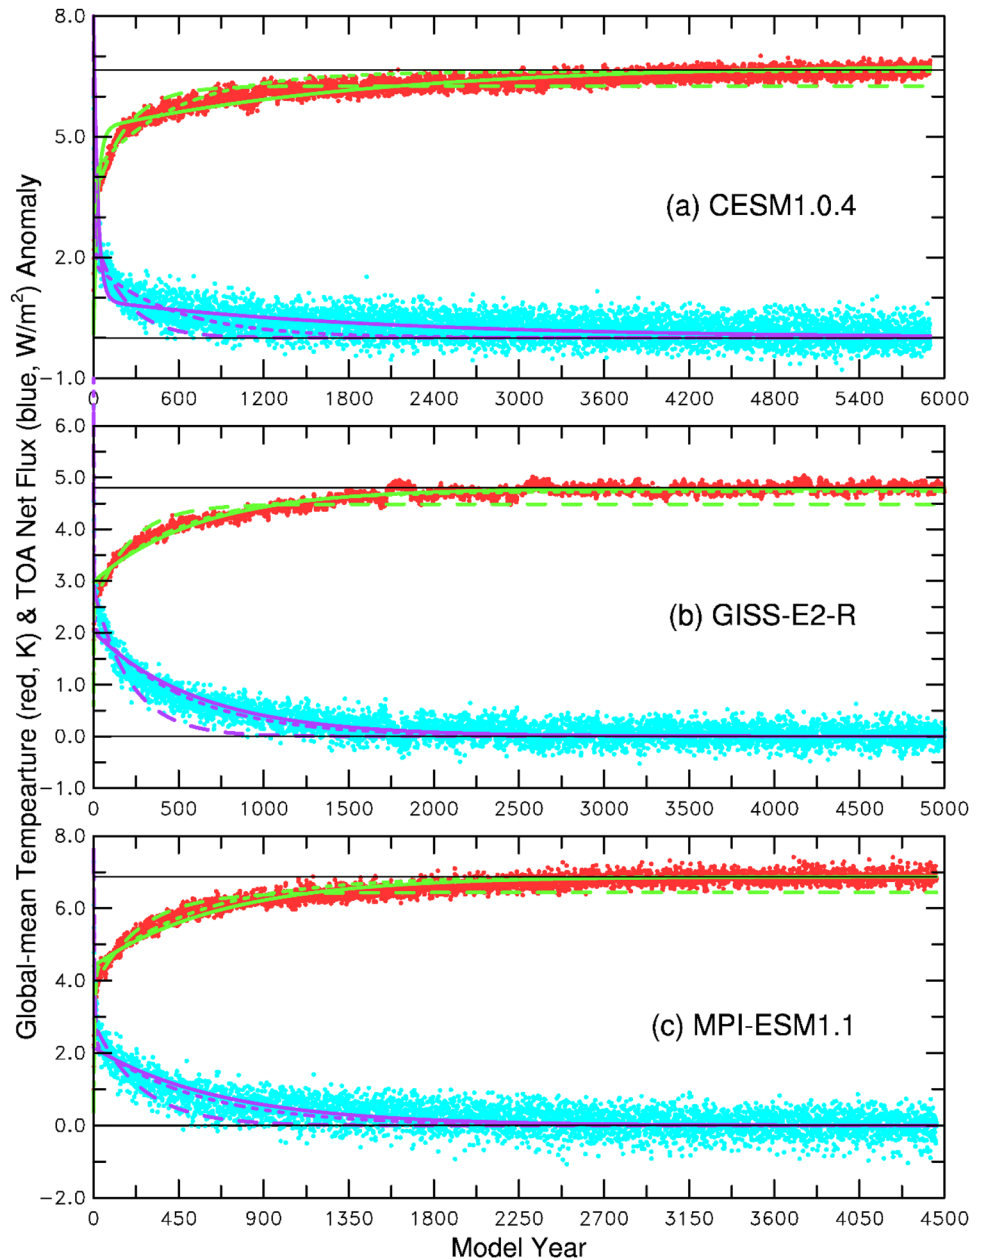 Global-mean Tempearture (red, K) & TOA Net Flux (blue, W/m²) Anomaly
8.0
5.0
2.0
−1.0
(a) CESM1.0.4
0 600 1200 1800 2400 3000 3600 4200 4800 5400 6000
6.0
5.0
4.0
3.0
2.0
1.0
0.0
−1.0
(b) GISS-E2-R
0 500 1000 1500 2000 2500 3000 3500 4000 4500 5000
8.0
6.0
4.0
2.0
0.0
−2.0
(c) MPI-ESM1.1
0 450 900 1350 1800 2250 2700 3150 3600 4050 4500
Model Year